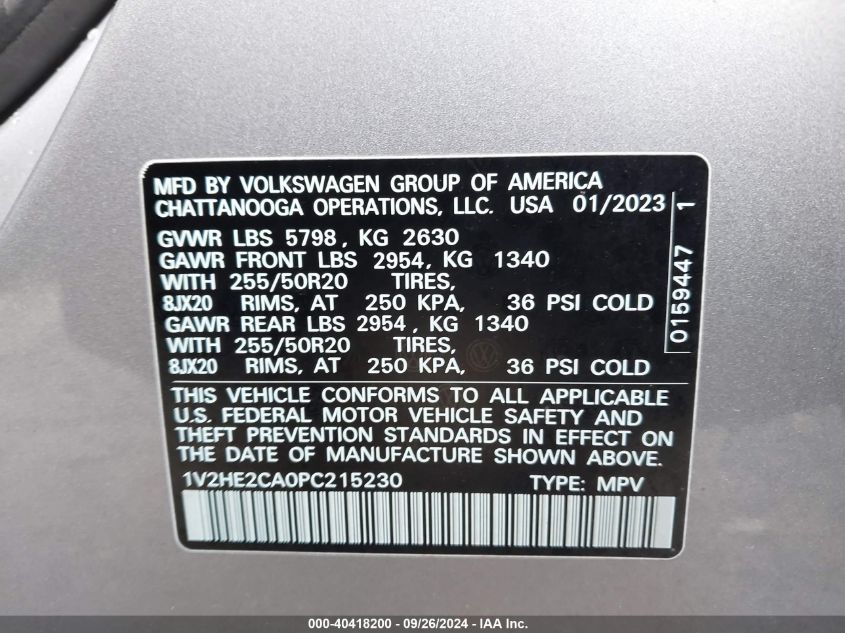 MFD BY VOLKSWAGEN GROUP OF AMERICA
CHATTANOOGA OPERATIONS, LLC. USA 01/2023
GVWR LBS 5798, KG 2630
GAWR FRONT LBS 2954, KG 1340
WITH 255/50R20 TIRES,
8JX20 RIMS, AT 250 KPA, 36 PSI COLD
GAWR REAR LBS 2954, KG 1340
WITH 255/50R20 TIRES,
8JX20 RIMS, AT 250 KPA, 36 PSI COLD
0159447 1
THIS VEHICLE CONFORMS TO ALL APPLICABLE
U.S. FEDERAL MOTOR VEHICLE SAFETY AND
THEFT PREVENTION STANDARDS IN EFFECT ON
THE DATE OF MANUFACTURE SHOWN ABOVE.
1V2HE2CA0PC215230 TYPE: MPV
000-40418200 - 09/26/2024 - IAA Inc.